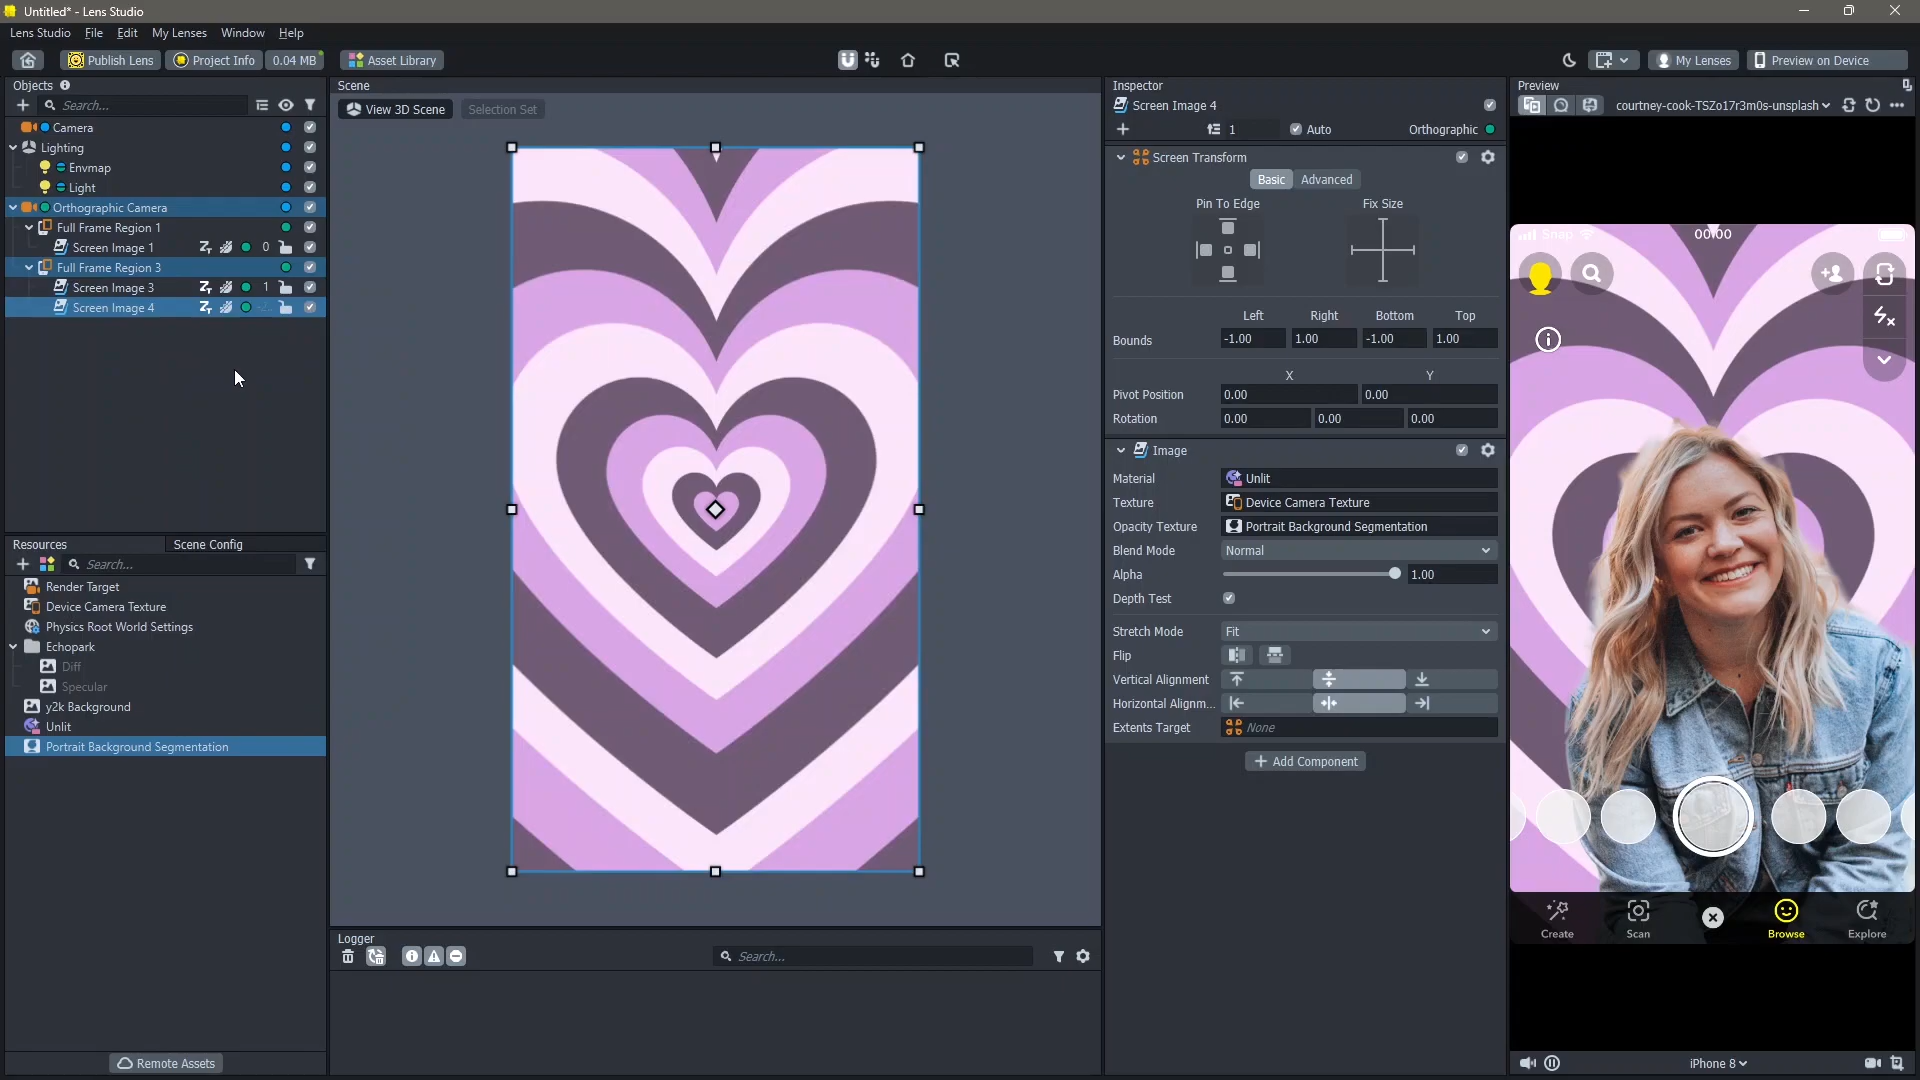 Untitled* - Lens Studio
Lens Studio File Edit My Lenses Window Help
Publish Lens Project Info 0.04 MB Asset Library My Lenses Preview on Device
Objects
Search...
Camera
Lighting
Envmap
Light
Orthographic Camera
Full Frame Region 1
Screen Image 1 0
Full Frame Region 3
Screen Image 3 1
Screen Image 4
Resources Scene Config
Search...
Render Target
Device Camera Texture
Physics Root World Settings
Echopark
Diff
Specular
y2k Background
Unlit
Portrait Background Segmentation
Remote Assets
Scene
View 3D Scene Selection Set
Logger
Search...
Inspector
Screen Image 4
1 Auto Orthographic
Screen Transform
Basic Advanced
Pin To Edge Fix Size
Left Right Bottom Top
Bounds -1.00 1.00 -1.00 1.00
X Y
Pivot Position 0.00 0.00
Rotation 0.00 0.00 0.00
Image
Material Unlit
Texture Device Camera Texture
Opacity Texture Portrait Background Segmentation
Blend Mode Normal
Alpha 1.00
Depth Test
Stretch Mode Fit
Flip
Vertical Alignment
Horizontal Alignm...
Extents Target None
+ Add Component
Preview
courtney-cook-TSZo17r3m0s-unsplash
Snap 00:00
Create Scan Browse Explore
iPhone 8